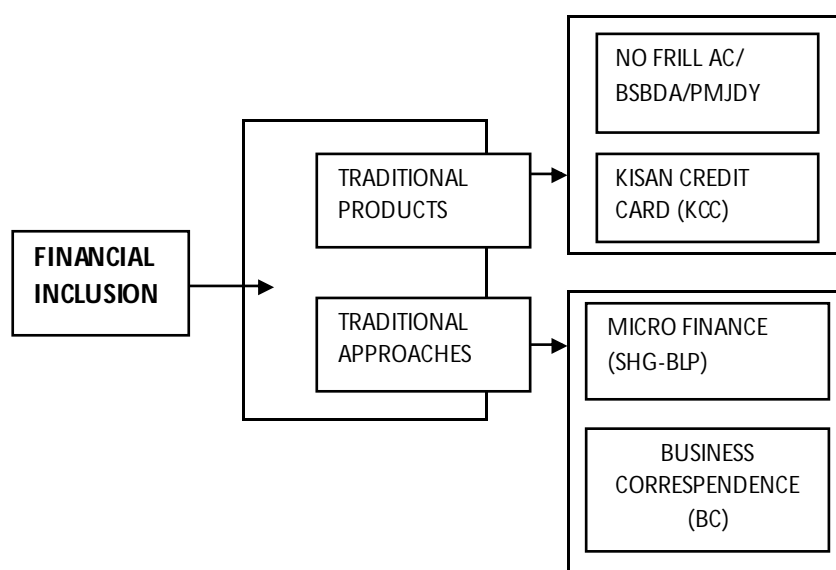 FINANCIAL
INCLUSION
TRADITIONAL
PRODUCTS
TRADITIONAL
APPROACHES
NO FRILL AC/
BSBDA/PMJDY
KISAN CREDIT
CARD (KCC)
MICRO FINANCE
(SHG-BLP)
BUSINESS
CORRESPENDENCE
(BC)